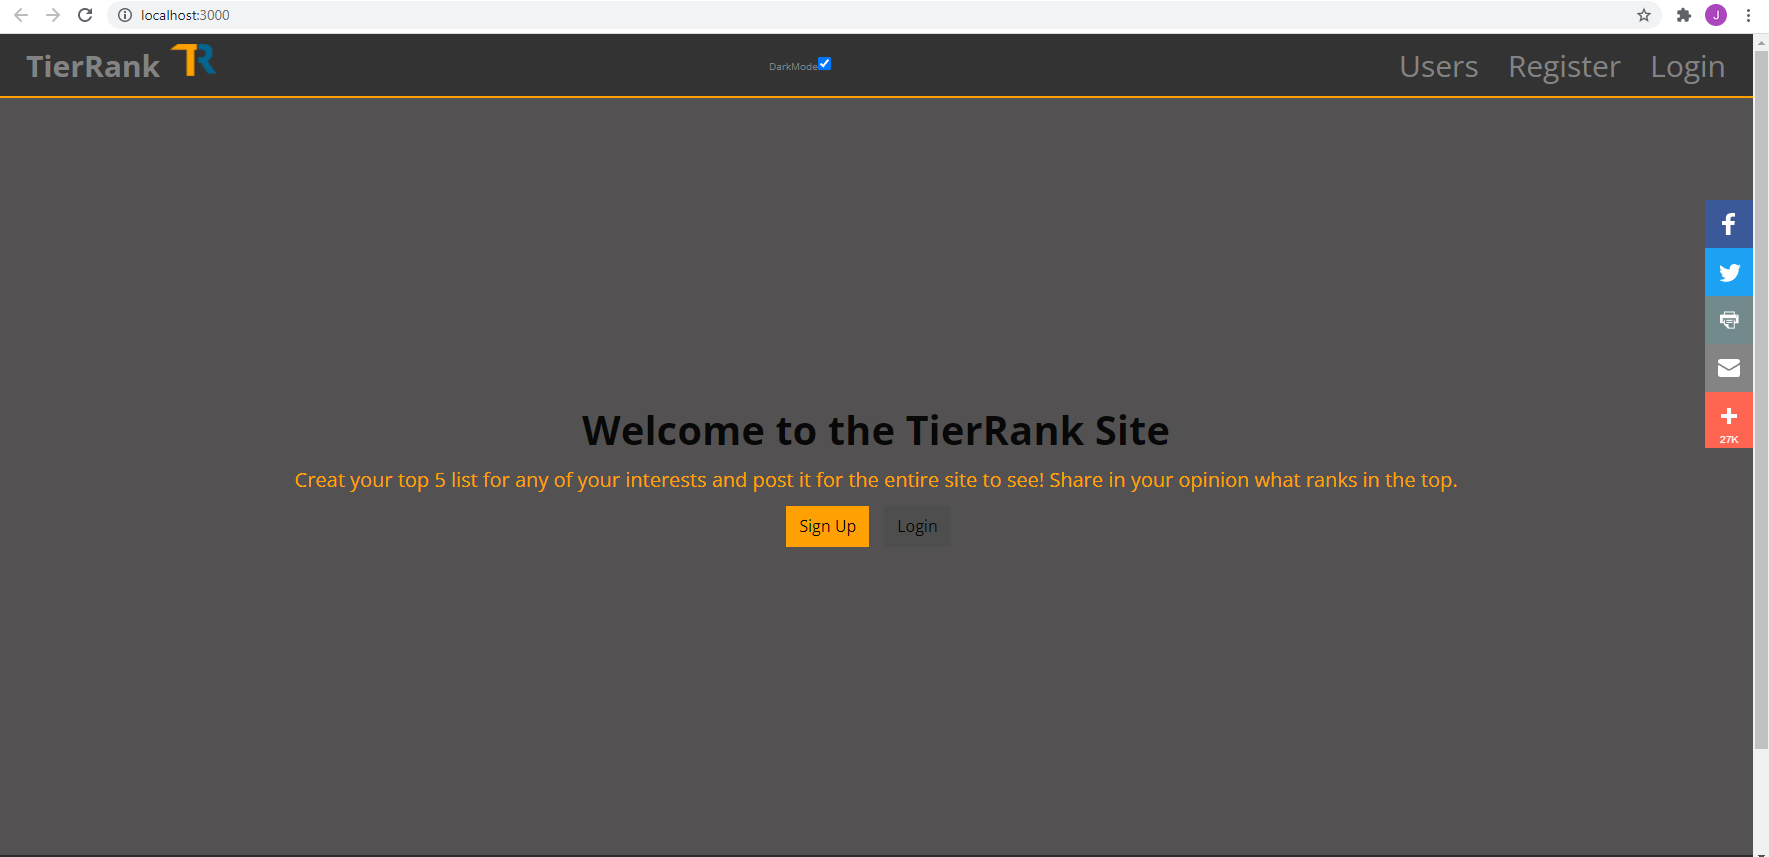 localhost:3000
J
TierRank TR
DarkMode
Users Register Login
Welcome to the TierRank Site
Creat your top 5 list for any of your interests and post it for the entire site to see! Share in your opinion what ranks in the top.
Sign Up Login
27K